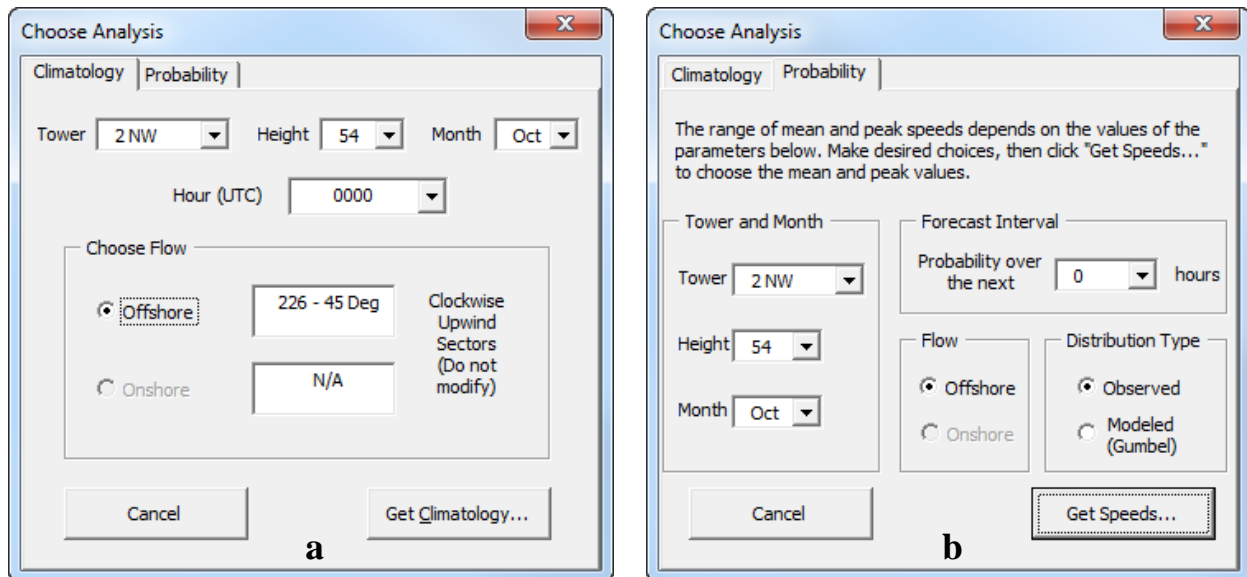 Choose Analysis
Climatology Probability
Tower 2 NW Height 54 Month Oct
Hour (UTC) 0000
Choose Flow
Offshore
226 - 45 Deg
Onshore
N/A
Clockwise
Upwind
Sectors
(Do not
modify)
Cancel Get Climatology...
a
Choose Analysis
Climatology Probability
The range of mean and peak speeds depends on the values of the
parameters below. Make desired choices, then click "Get Speeds..."
to choose the mean and peak values.
Tower and Month
Tower 2 NW
Height 54
Month Oct
Forecast Interval
Probability over
the next
0 hours
Flow
Offshore
Onshore
Distribution Type
Observed
Modeled
(Gumbel)
Cancel Get Speeds...
b